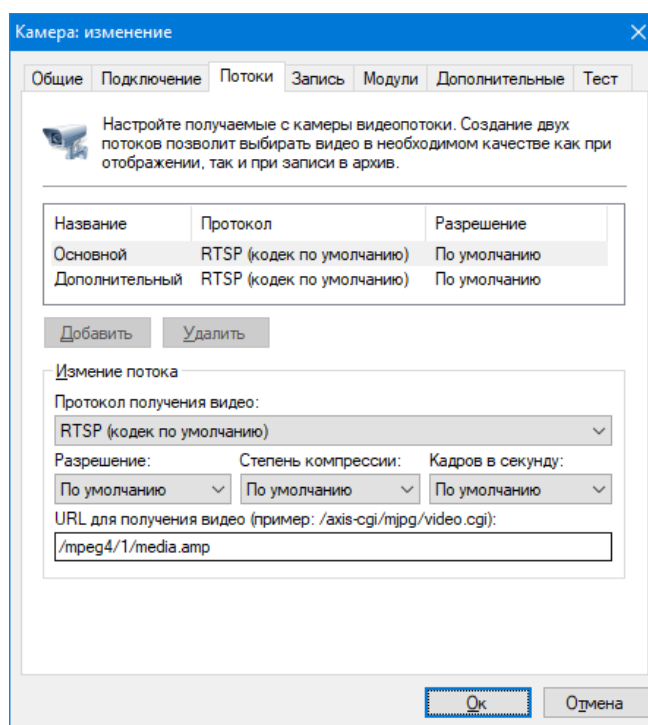 Камера: изменение
Общие Подключение Потоки Запись Модули Дополнительные Тест
Настройте получаемые с камеры видеопотоки. Создание двух
потоков позволит выбирать видео в необходимом качестве как при
отображении, так и при записи в архив.
Название Протокол Разрешение
Основной RTSP (кодек по умолчанию) По умолчанию
Дополнительный RTSP (кодек по умолчанию) По умолчанию
Добавить Удалить
Измение потока
Протокол получения видео:
RTSP (кодек по умолчанию)
Разрешение: Степень компрессии: Кадров в секунду:
По умолчанию По умолчанию По умолчанию
URL для получения видео (пример: /axis-cgi/mjpg/video.cgi):
/mpeg4/1/media.amp
Ок Отмена